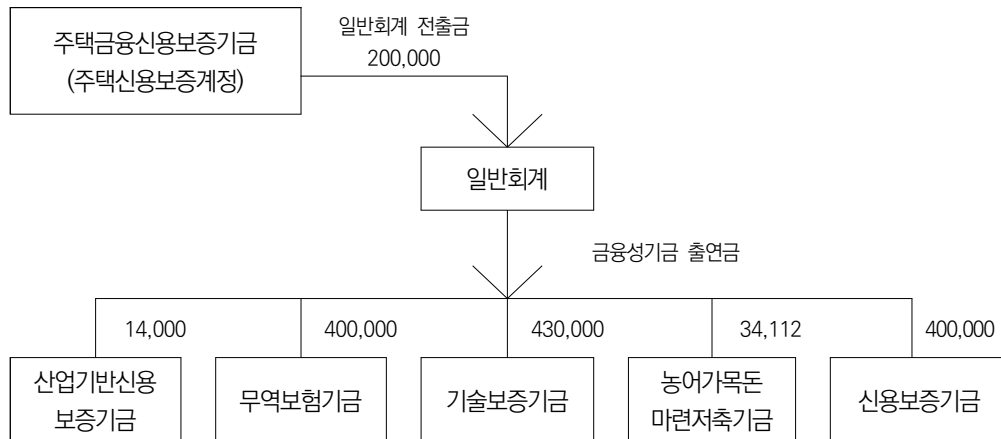 주택금융신용보증기금
(주택신용보증계정)
일반회계 전출금
200,000
일반회계
금융성기금 출연금
14,000
400,000
430,000
34,112
400,000
산업기반신용
보증기금
무역보험기금
기술보증기금
농어가목돈
마련저축기금
신용보증기금